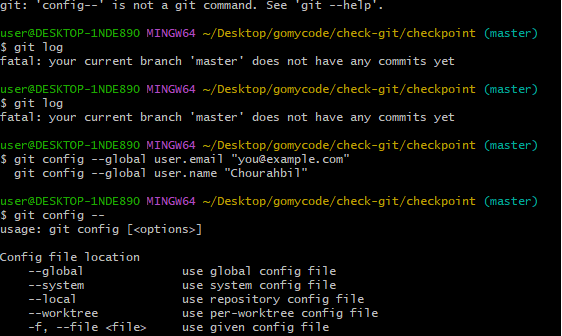 git: 'config--' is not a git command. See 'git --help'.
user@DESKTOP-1NDE890 MINGW64 ~/Desktop/gomycode/check-git/checkpoint (master)
$ git log
fatal: your current branch 'master' does not have any commits yet
user@DESKTOP-1NDE890 MINGW64 ~/Desktop/gomycode/check-git/checkpoint (master)
$ git log
fatal: your current branch 'master' does not have any commits yet
user@DESKTOP-1NDE890 MINGW64 ~/Desktop/gomycode/check-git/checkpoint (master)
$ git config --global user.email "you@example.com"
git config --global user.name "Chourahbil"
user@DESKTOP-1NDE890 MINGW64 ~/Desktop/gomycode/check-git/checkpoint (master)
$ git config --
usage: git config [<options>]
Config file location
--global use global config file
--system use system config file
--local use repository config file
--worktree use per-worktree config file
-f, --file <file> use given config file